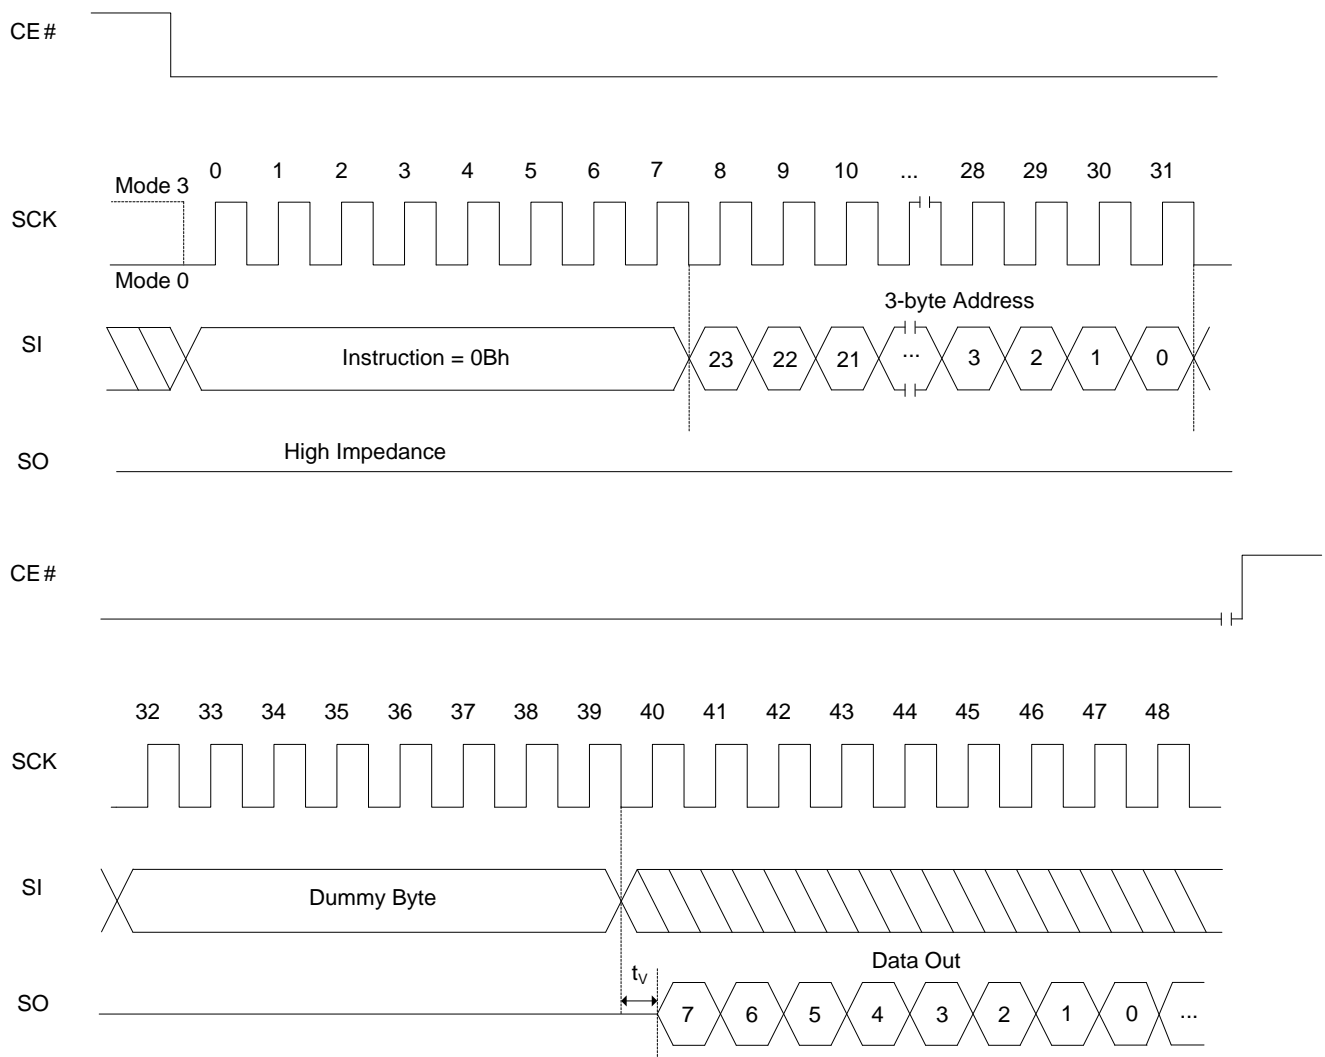 CE#
0 1 2 3 4 5 6 7 8 9 10 ... 28 29 30 31
Mode 3
SCK
Mode 0
3-byte Address
SI
Instruction = 0Bh 23 22 21 ... 3 2 1 0
SO
High Impedance
CE#
32 33 34 35 36 37 38 39 40 41 42 43 44 45 46 47 48
SCK
SI
Dummy Byte
tV
Data Out
SO
7 6 5 4 3 2 1 0 ...